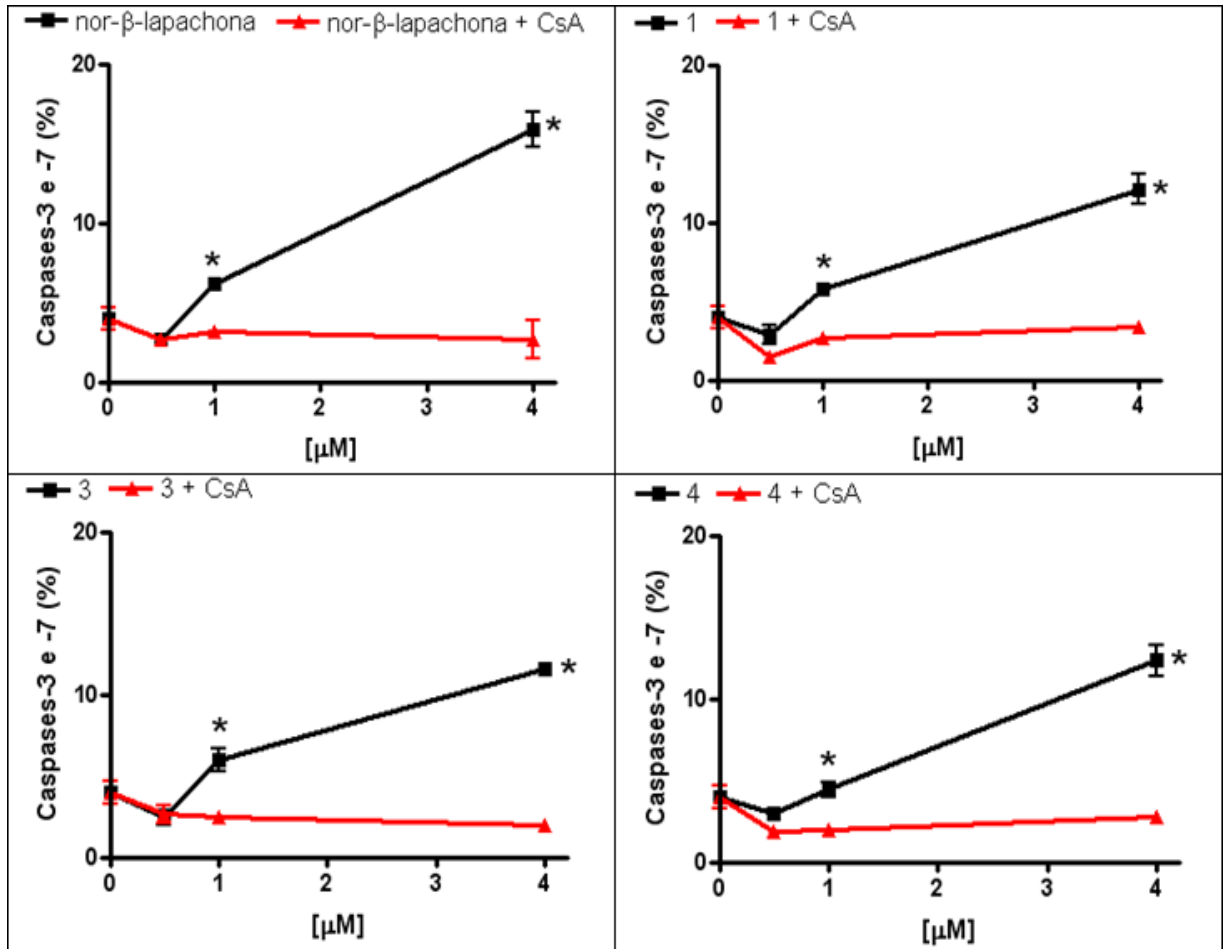 nor-β-lapachona nor-β-lapachona + CsA
20
10
0
Caspases-3 e -7 (%)
*
*
0 1 2 3 4
[µM]
1 1 + CsA
20
10
0
Caspases-3 e -7 (%)
*
*
0 1 2 3 4
[µM]
3 3 + CsA
20
10
0
Caspases-3 e -7 (%)
*
*
0 1 2 3 4
[µM]
4 4 + CsA
20
10
0
Caspases-3 e -7 (%)
*
*
0 1 2 3 4
[µM]